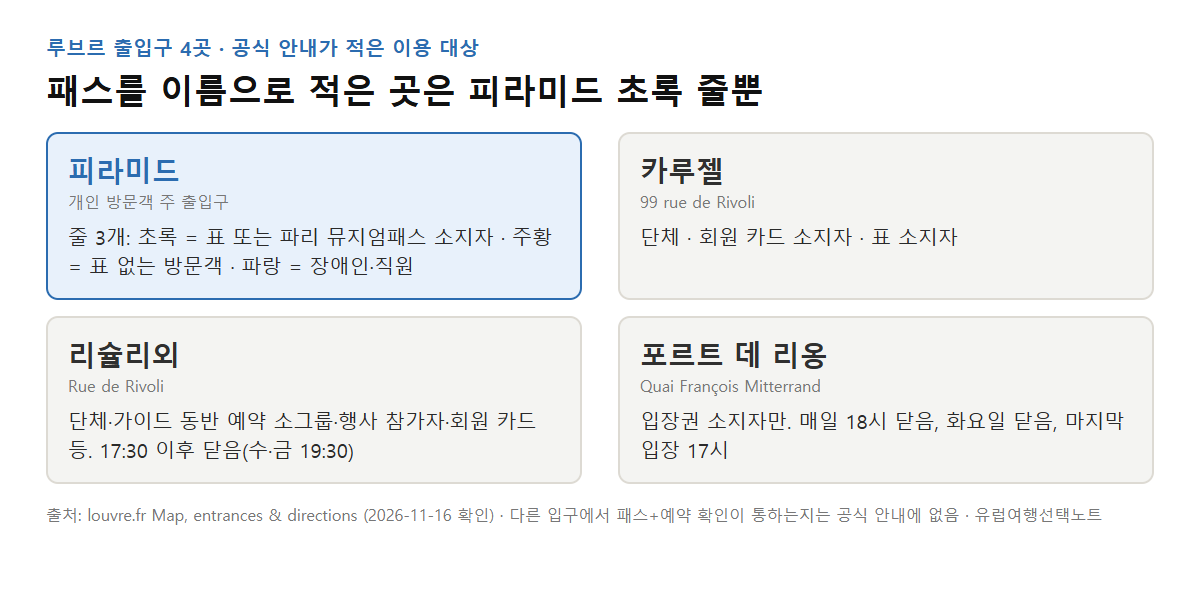 루브르 출입구 4곳 · 공식 안내가 적은 이용 대상
패스를 이름으로 적은 곳은 피라미드 초록 줄뿐
피라미드
개인 방문객 주 출입구
줄 3개: 초록 = 표 또는 파리 뮤지엄패스 소지자 · 주황
= 표 없는 방문객 · 파랑 = 장애인·직원
카루젤
99 rue de Rivoli
단체 · 회원 카드 소지자 · 표 소지자
리슐리외
Rue de Rivoli
단체·가이드 동반 예약 소그룹·행사 참가자·회원 카드
등. 17:30 이후 닫음(수·금 19:30)
포르트 데 리옹
Quai François Mitterrand
입장권 소지자만. 매일 18시 닫음, 화요일 닫음, 마지막
입장 17시
출처: louvre.fr Map, entrances & directions (2026-11-16 확인) · 다른 입구에서 패스+예약 확인이 통하는지는 공식 안내에 없음 · 유럽여행선택노트